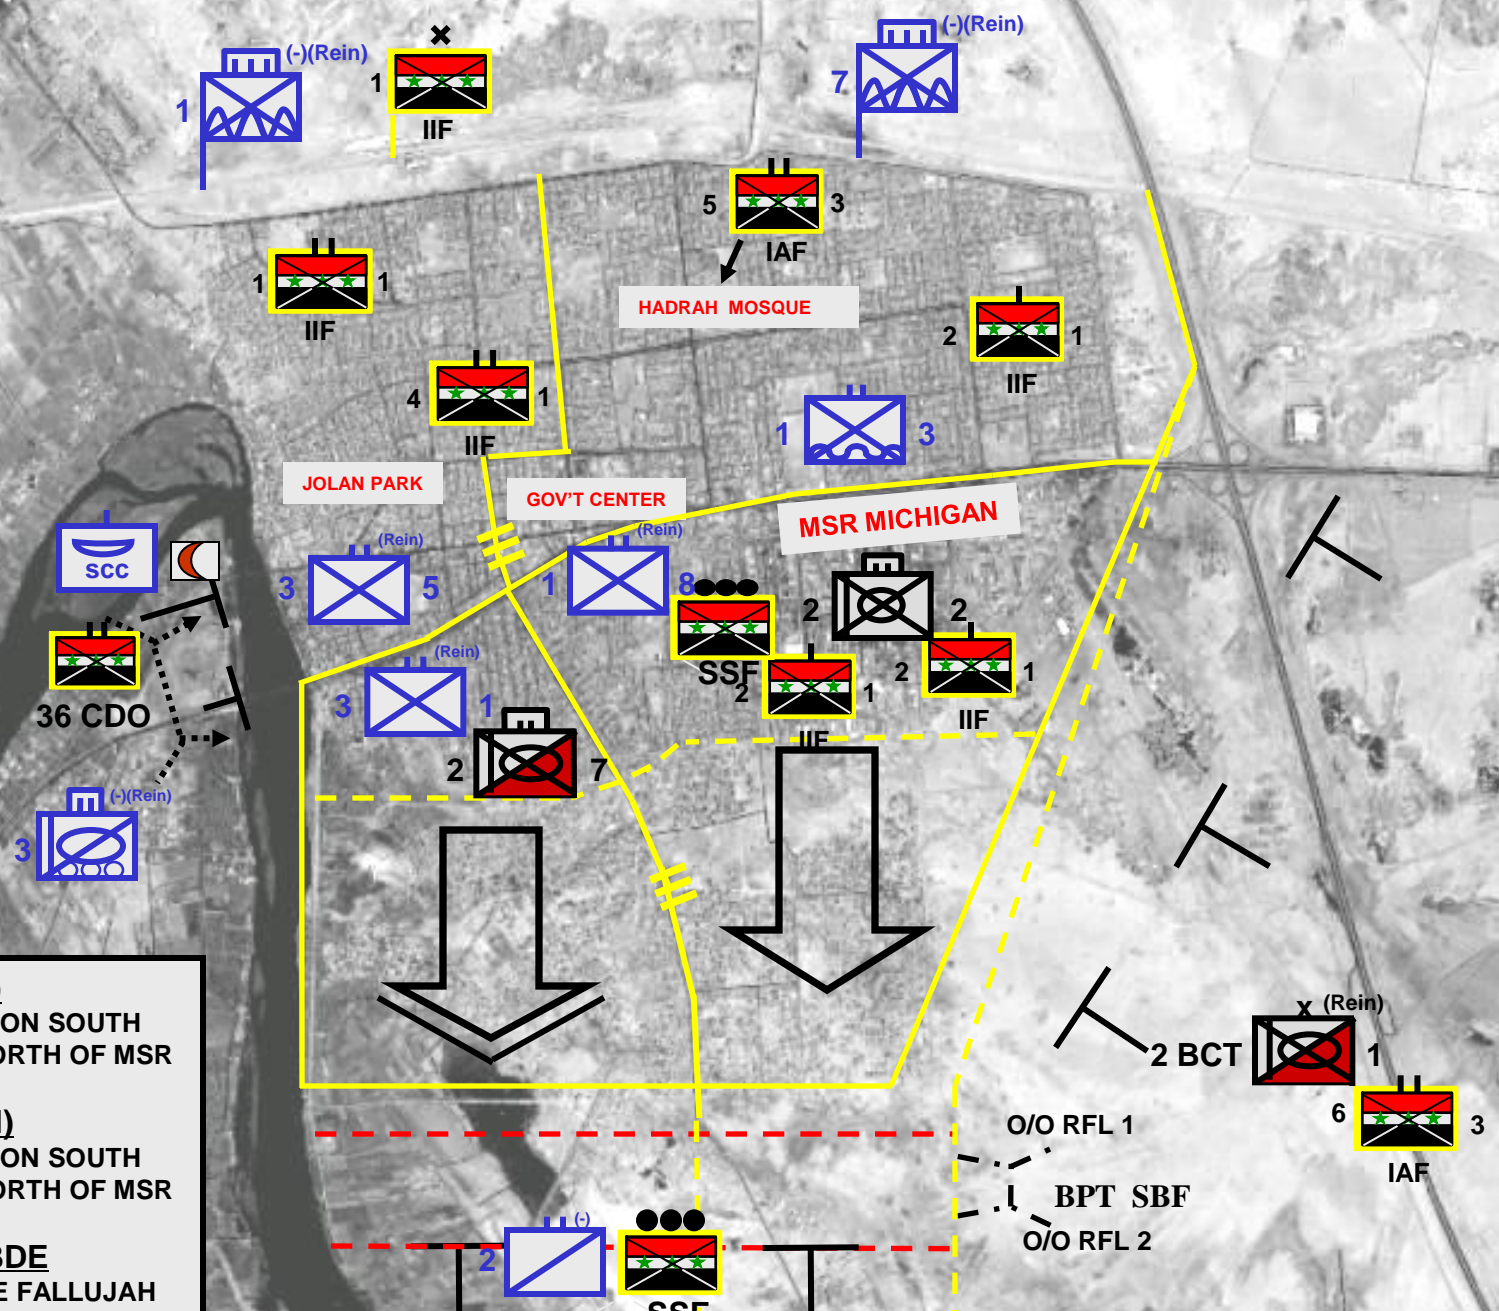 (-)(Rein)
1
1
IIF
(-)(Rein)
7
5
3
IAF
1
1
IIF
HADRAH MOSQUE
2
1
IIF
4
1
IIF
1
3
JOLAN PARK
GOV'T CENTER
MSR MICHIGAN
scc
(Rein)
3
5
(Rein)
1
8
SSF
2
2
36 CDO
(Rein)
3
1
2
1
IIF
2
1
IIF
2
7
(-)(Rein)
3
ON SOUTH
ORTH OF MSR
ON SOUTH
ORTH OF MSR
BDE
E FALLUJAH
x (Rein)
2 BCT
1
6
3
IAF
O/O RFL 1
BPT SBF
O/O RFL 2
(-)
2
SSF